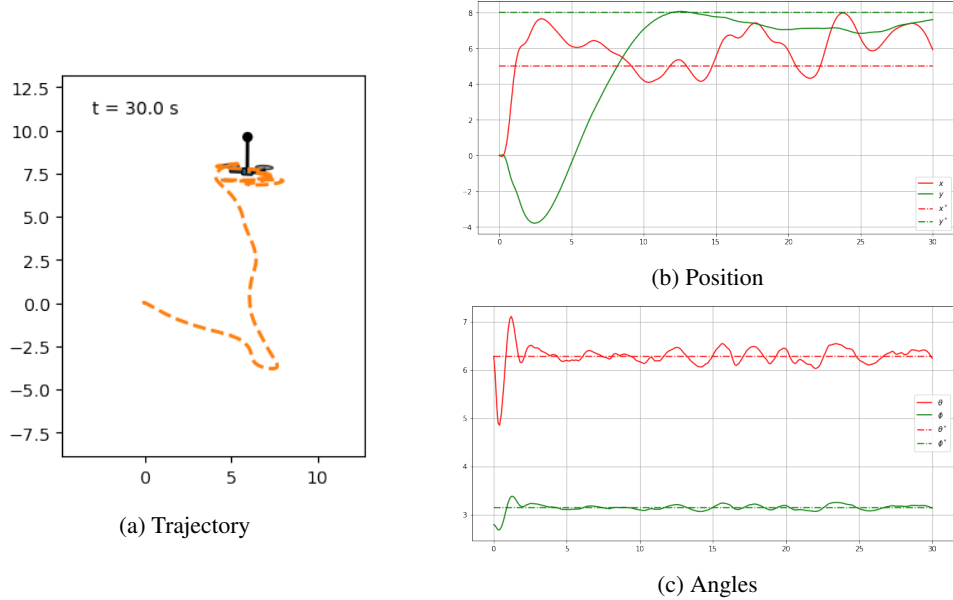 t = 30.0 s
12.5
10.0
7.5
5.0
2.5
0.0
−2.5
−5.0
−7.5
0 5 10
(a) Trajectory
8
6
4
2
0
−2
−4
0 5 10 15 20 25 30
x
y
x*
y*
(b) Position
7
6
5
4
3
0 5 10 15 20 25 30
θ
ϕ
θ*
ϕ*
(c) Angles